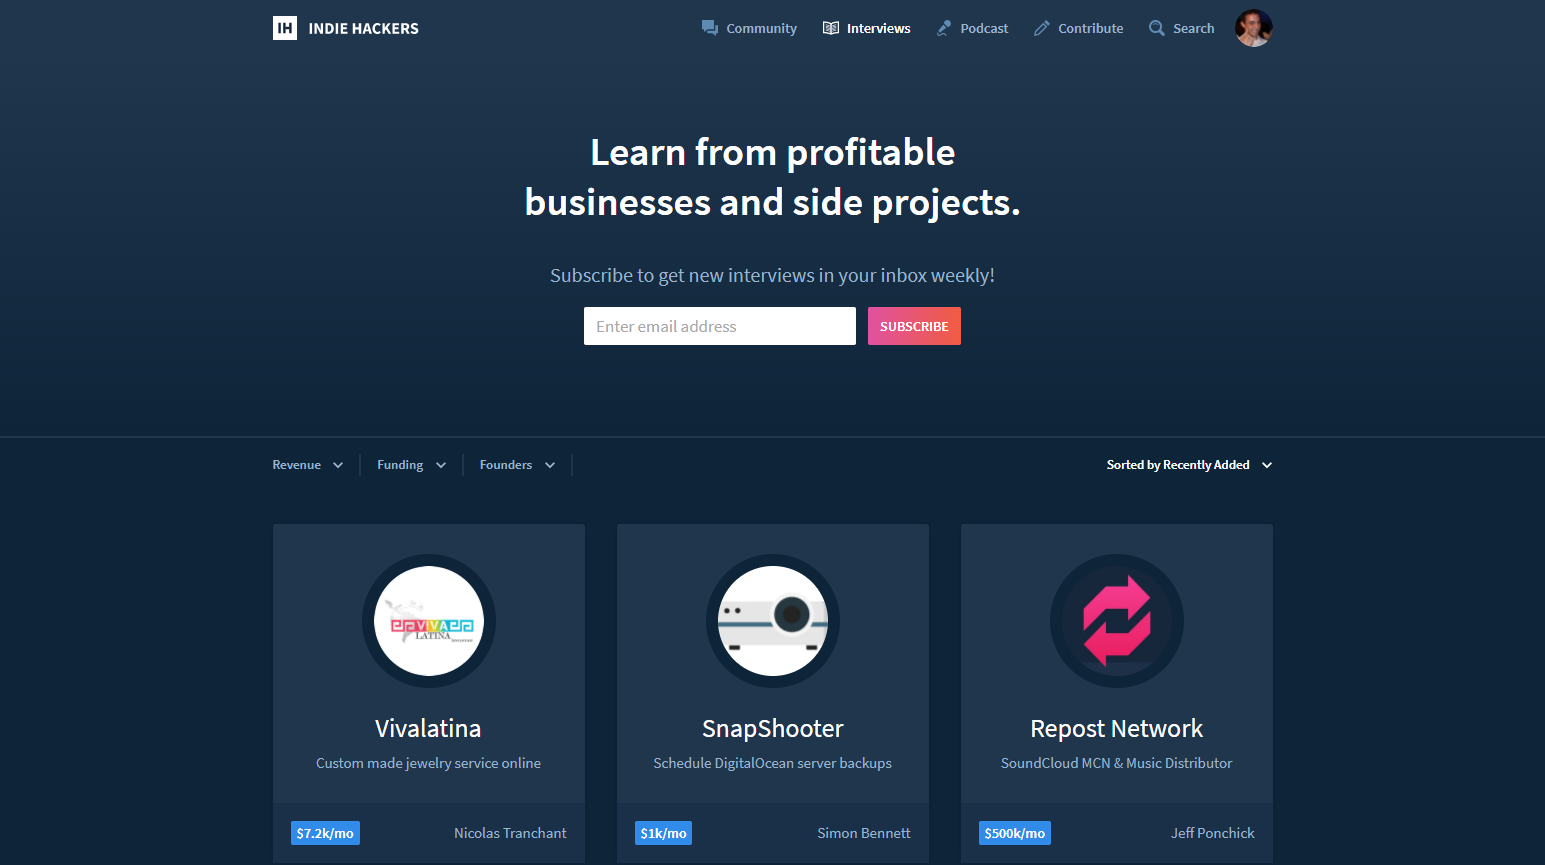 IH INDIE HACKERS
Community Interviews Podcast Contribute Search
Learn from profitable
businesses and side projects.
Subscribe to get new interviews in your inbox weekly!
Enter email address SUBSCRIBE
Revenue Funding Founders Sorted by Recently Added
VIVA
LATINA
Vivalatina
Custom made jewelry service online
$7.2k/mo Nicolas Tranchant
SnapShooter
Schedule DigitalOcean server backups
$1k/mo Simon Bennett
Repost Network
SoundCloud MCN & Music Distributor
$500k/mo Jeff Ponchick